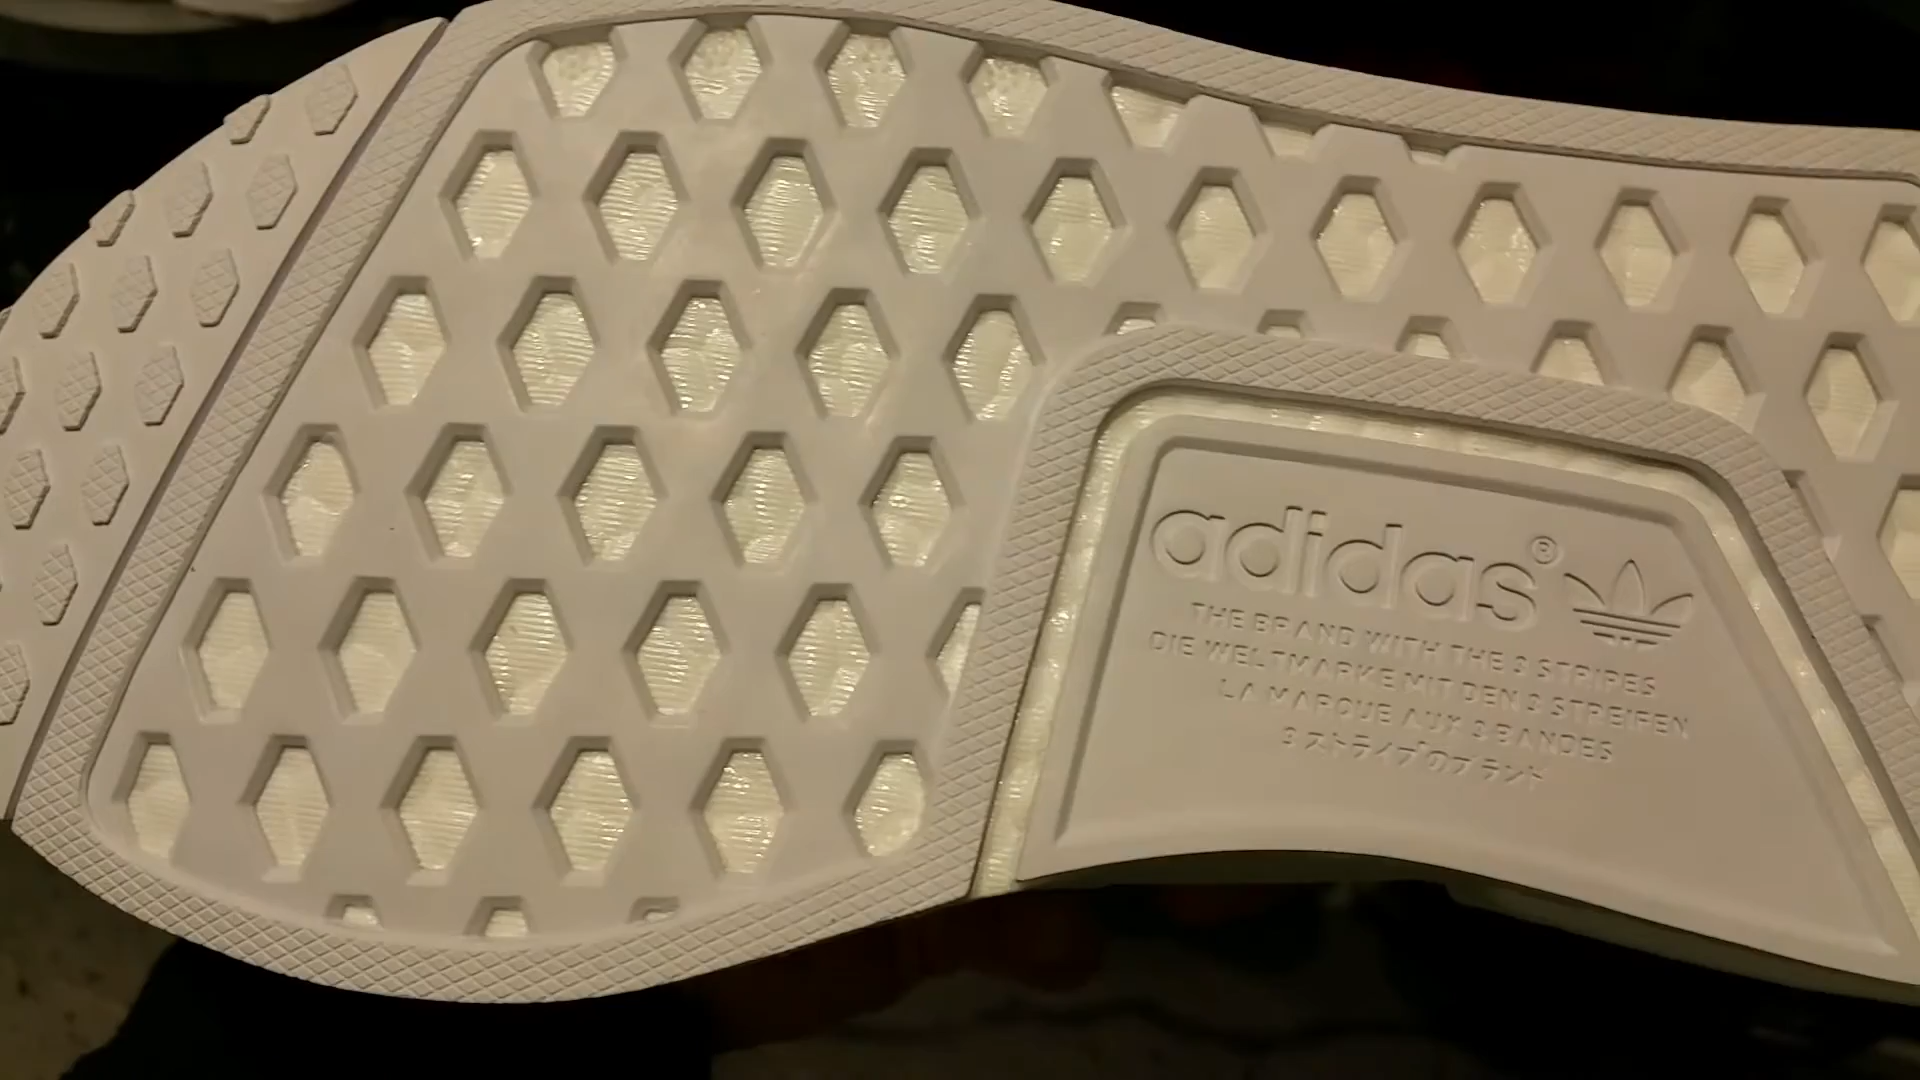 adidas®
THE BRAND WITH THE 3 STRIPES
DIE WELTMARKE MIT DEN 3 STREIFEN
LA MARQUE AUX 3 BANDES
3ストライプのブランド